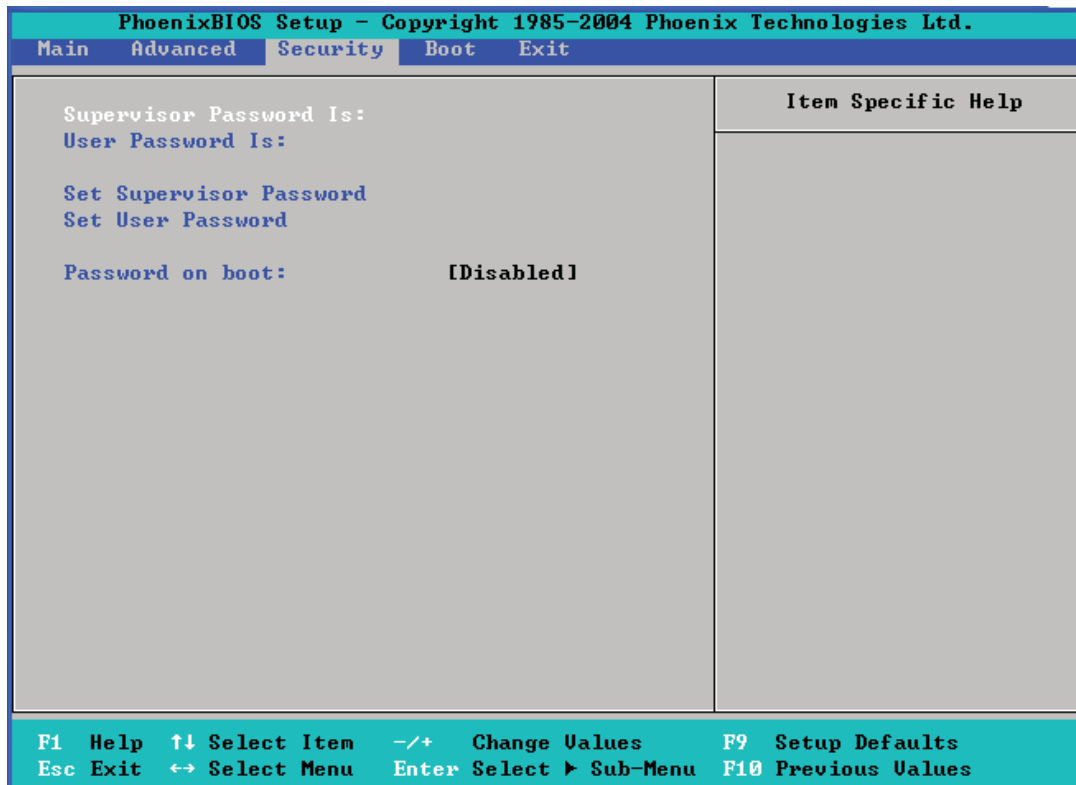 PhoenixBIOS Setup - Copyright 1985-2004 Phoenix Technologies Ltd.
Main Advanced Security Boot Exit
Supervisor Password Is:
User Password Is:
Set Supervisor Password
Set User Password
Password on boot: [Disabled]
Item Specific Help
F1 Help ↑↓ Select Item -/+ Change Values F9 Setup Defaults
Esc Exit ↔ Select Menu Enter Select ▶ Sub-Menu F10 Previous Values